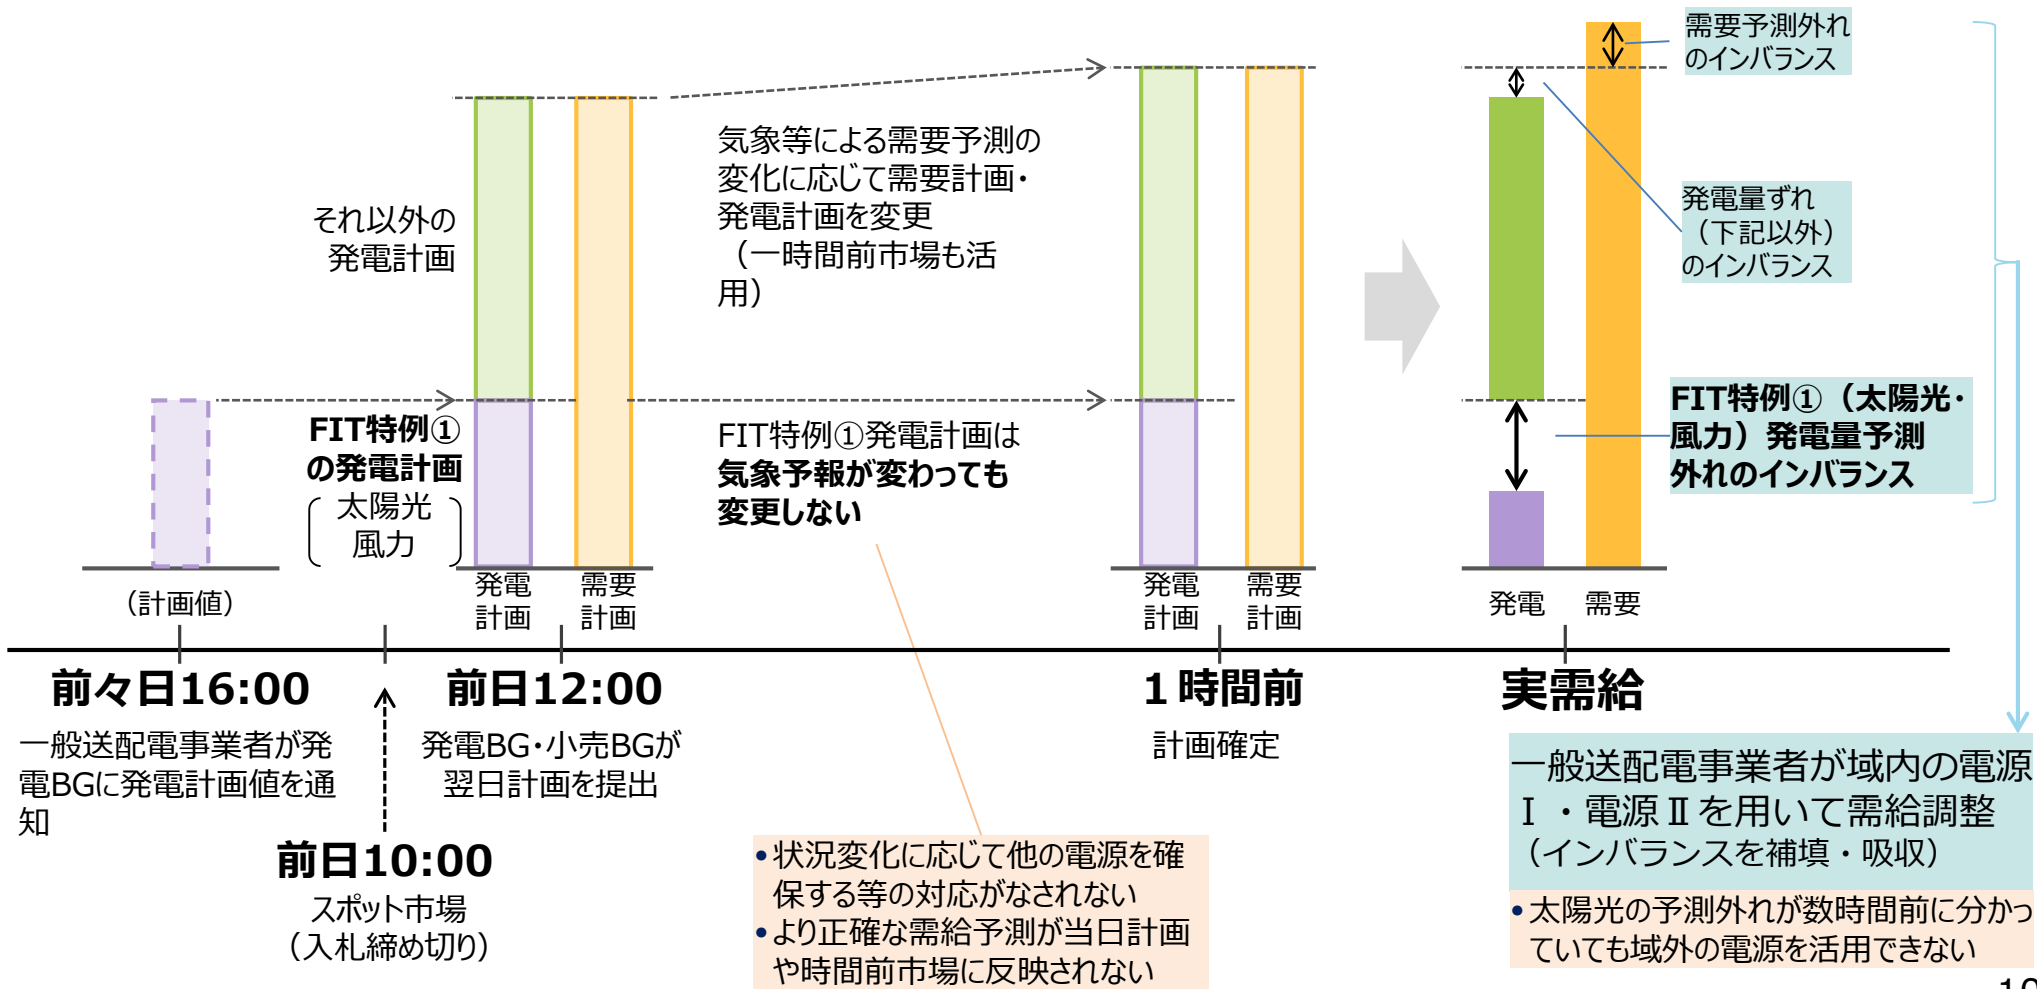 需要予測外れ
のインバランス
気象等による需要予測の
変化に応じて需要計画・
発電計画を変更
（一時間前市場も活
用）
それ以外の
発電計画
発電量ずれ
（下記以外）
のインバランス
FIT特例①
の発電計画
太陽光
風力
FIT特例①発電計画は
気象予報が変わっても
変更しない
FIT特例①（太陽光・
風力）発電量予測
外れのインバランス
（計画値）
発電
計画
需要
計画
発電
計画
需要
計画
発電
需要
前々日16:00
前日12:00
１時間前
実需給
一般送配電事業者が発
電BGに発電計画値を通
知
発電BG・小売BGが
翌日計画を提出
計画確定
前日10:00
スポット市場
（入札締め切り）
•状況変化に応じて他の電源を確
保する等の対応がなされない
•より正確な需給予測が当日計画
や時間前市場に反映されない
一般送配電事業者が域内の電源
Ⅰ・電源Ⅱを用いて需給調整
（インバランスを補填・吸収）
•太陽光の予測外れが数時間前に分かっ
ていても域外の電源を活用できない